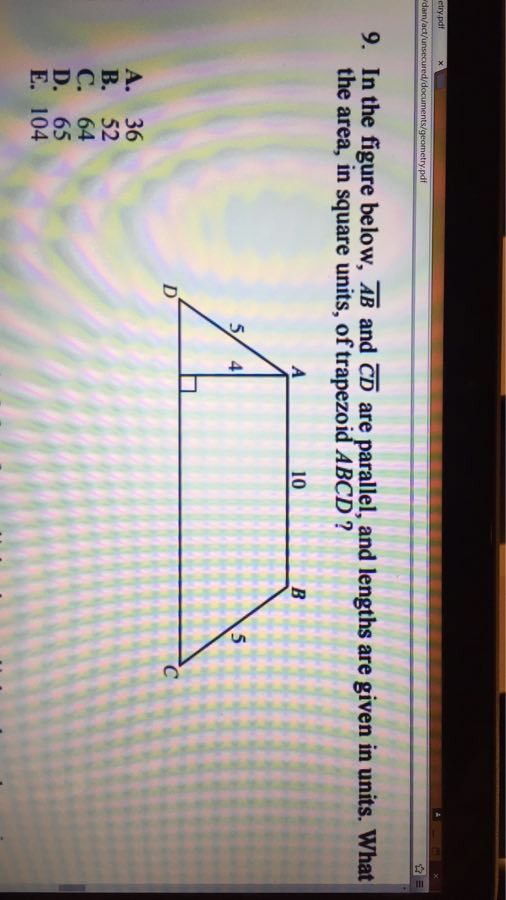 etry.pdf
x
/dam/act/unsecured/documents/geometry.pdf
9. In the figure below, AB and CD are parallel, and lengths are given in units. What
the area, in square units, of trapezoid ABCD ?
A 10 B
5 4 5
D C
A. 36
B. 52
C. 64
D. 65
E. 104